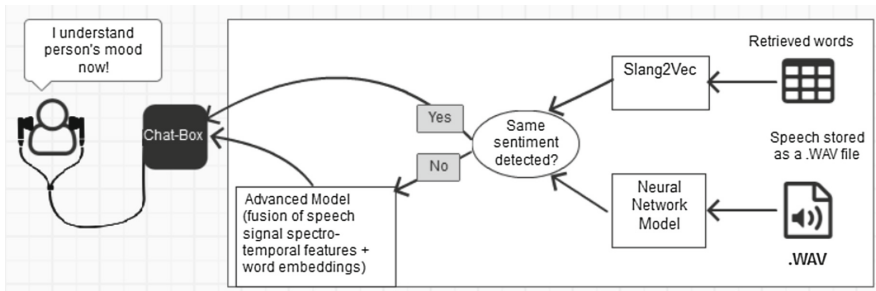 I understand
person's mood
now!
Chat-Box
Yes
No
Advanced Model
(fusion of speech
signal spectro-
temporal features +
word embeddings)
Same
sentiment
detected?
Slang2Vec
Neural
Network
Model
Retrieved words
Speech stored
as a .WAV file
.WAV